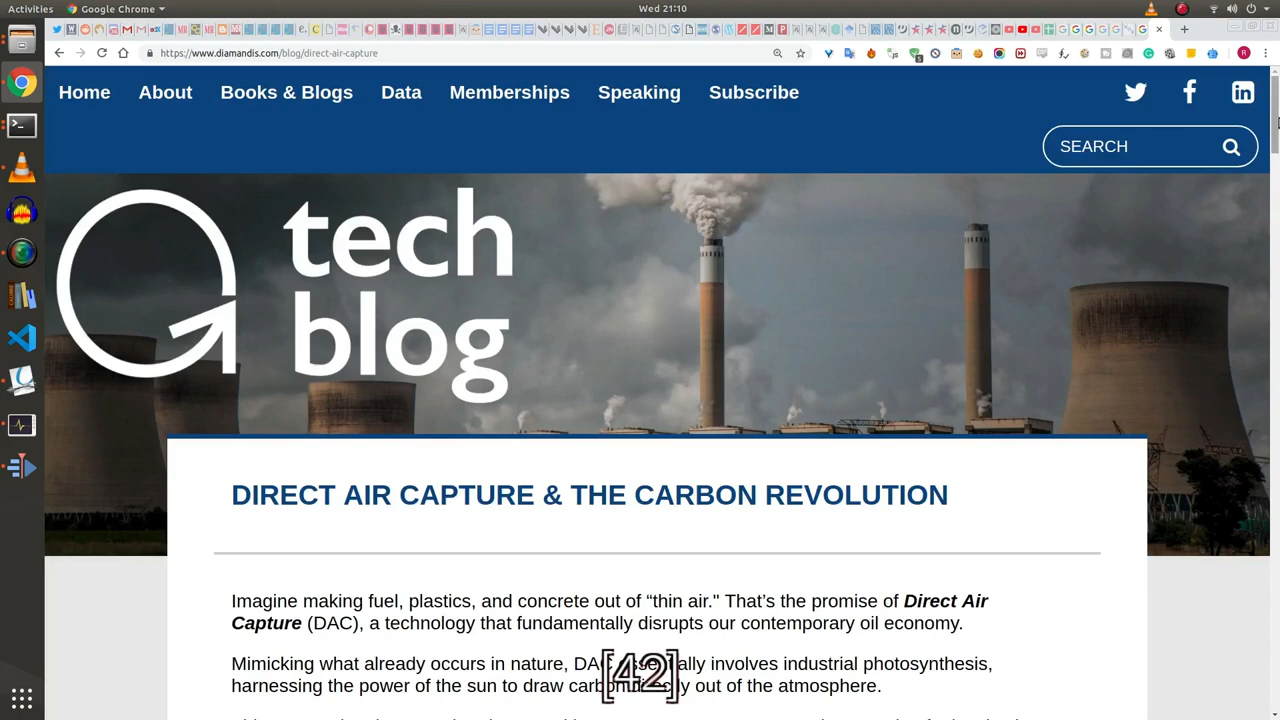 Activities
Google Chrome
Wed 21:10
https://www.diamandis.com/blog/direct-air-capture
Home
About
Books & Blogs
Data
Memberships
Speaking
Subscribe
SEARCH
tech
blog
DIRECT AIR CAPTURE & THE CARBON REVOLUTION
Imagine making fuel, plastics, and concrete out of “thin air." That’s the promise of Direct Air
Capture (DAC), a technology that fundamentally disrupts our contemporary oil economy.
Mimicking what already occurs in nature, DAC essentially involves industrial photosynthesis,
harnessing the power of the sun to draw carbon directly out of the atmosphere.
[42]